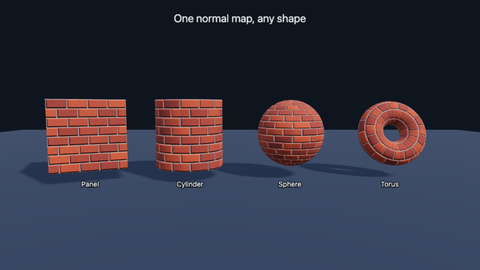 One normal map, any shape
Panel
Cylinder
Sphere
Torus